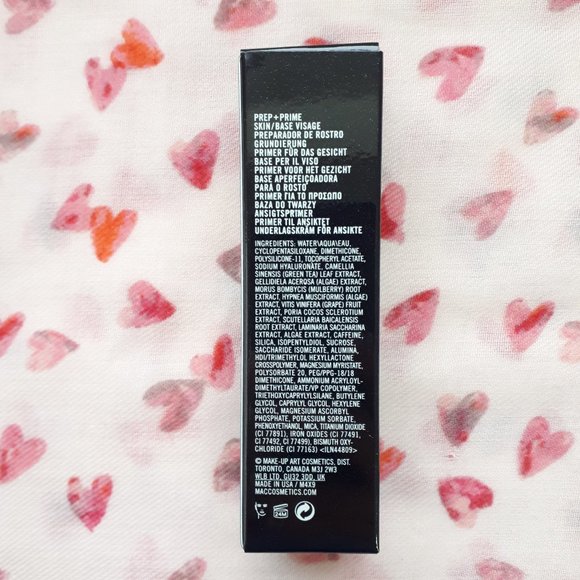 PREP+PRIME
SKIN/BASE VISAGE
PREPARADOR DE ROSTRO
GRUNDIERUNG
PRIMER FÜR DAS GESICHT
BASE PER IL VISO
PRIMER VOOR HET GEZICHT
BASE APERFEIÇOADORA
PARA O ROSTO
PRIMER ΓΙΑ ΤΟ ΠΡΟΣΩΠΟ
BAZA DO TWARZY
ANSIGTSPRIMER
PRIMER TIL ANSIKTET
UNDERLAGSKRÄM FÖR ANSIKTE
INGREDIENTS: WATER\AQUA\EAU,
CYCLOPENTASILOXANE, DIMETHICONE,
POLYSILICONE-11, TOCOPHERYL ACETATE,
SODIUM HYALURONATE, CAMELLIA
SINENSIS (GREEN TEA) LEAF EXTRACT,
GELLIDIELA ACEROSA (ALGAE) EXTRACT,
MORUS BOMBYCIS (MULBERRY) ROOT
EXTRACT, HYPNEA MUSCIFORMIS (ALGAE)
EXTRACT, VITIS VINIFERA (GRAPE) FRUIT
EXTRACT, PORIA COCOS SCLEROTIUM
EXTRACT, SCUTELLARIA BAICALENSIS
ROOT EXTRACT, LAMINARIA SACCHARINA
EXTRACT, ALGAE EXTRACT, CAFFEINE,
SILICA, ISOPENTYLDIOL, SUCROSE,
SACCHARIDE ISOMERATE, ALUMINA,
HDI/TRIMETHYLOL HEXYLLACTONE
CROSSPOLYMER, MAGNESIUM MYRISTATE,
POLYSORBATE 20, PEG/PPG-18/18
DIMETHICONE, AMMONIUM ACRYLOYL-
DIMETHYLTAURATE/VP COPOLYMER,
TRIETHOXYCAPRYLYLSILANE, BUTYLENE
GLYCOL, CAPRYLYL GLYCOL, HEXYLENE
GLYCOL, MAGNESIUM ASCORBYL
PHOSPHATE, POTASSIUM SORBATE,
PHENOXYETHANOL, MICA, TITANIUM DIOXIDE
(CI 77891), IRON OXIDES (CI 77491,
CI 77492, CI 77499), BISMUTH OXY-
CHLORIDE (CI 77163) <ILN44809>
© MAKE-UP ART COSMETICS, DIST.
TORONTO, CANADA M3J 2W3
WLB LTD, GU32 3DD, UK
MADE IN USA / M4X9
MACCOSMETICS.COM
24M